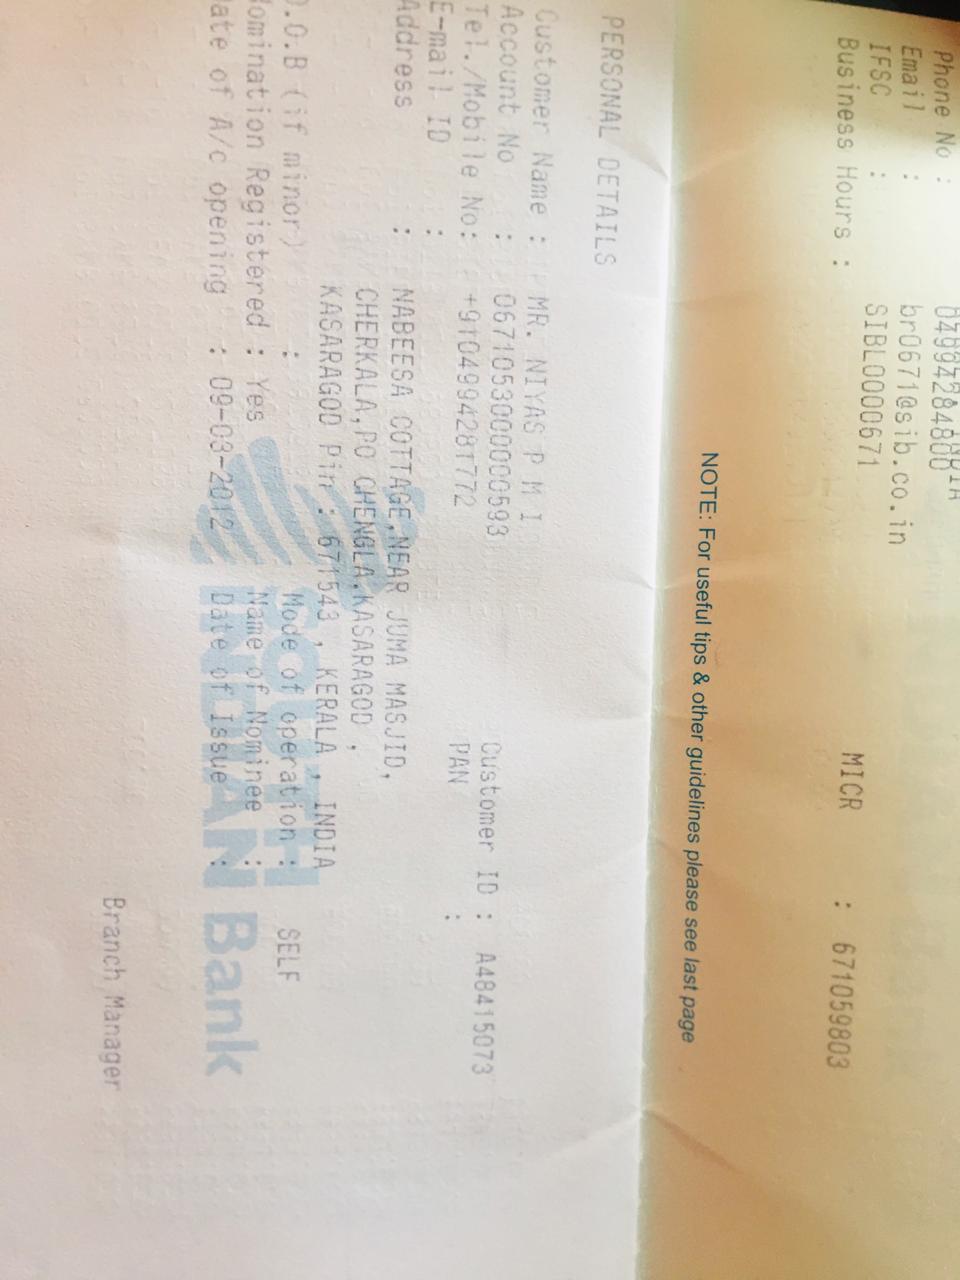 Phone No : 04994284800
Email : br0671@sib.co.in
IFSC : SIBL0000671 MICR : 671059803
Business Hours :
NOTE: For useful tips & other guidelines please see last page
PERSONAL DETAILS
Customer Name : MR. NIYAS P M I
Account No : 0671053000000593 Customer ID : A48415073
Tel./Mobile No: +9104994281772 PAN :
E-mail ID :
Address : NABEESA COTTAGE,NEAR JUMA MASJID,
CHERKALA,PO CHENGLA,KASARAGOD ,
KASARAGOD Pin : 671543 , KERALA , INDIA
D.O.B (if minor) : Mode of operation : SELF
Nomination Registered : Yes Name of Nominee :
Date of A/c opening : 09-03-2012 Date of Issue :
SOUTH
INDIAN Bank
Branch Manager